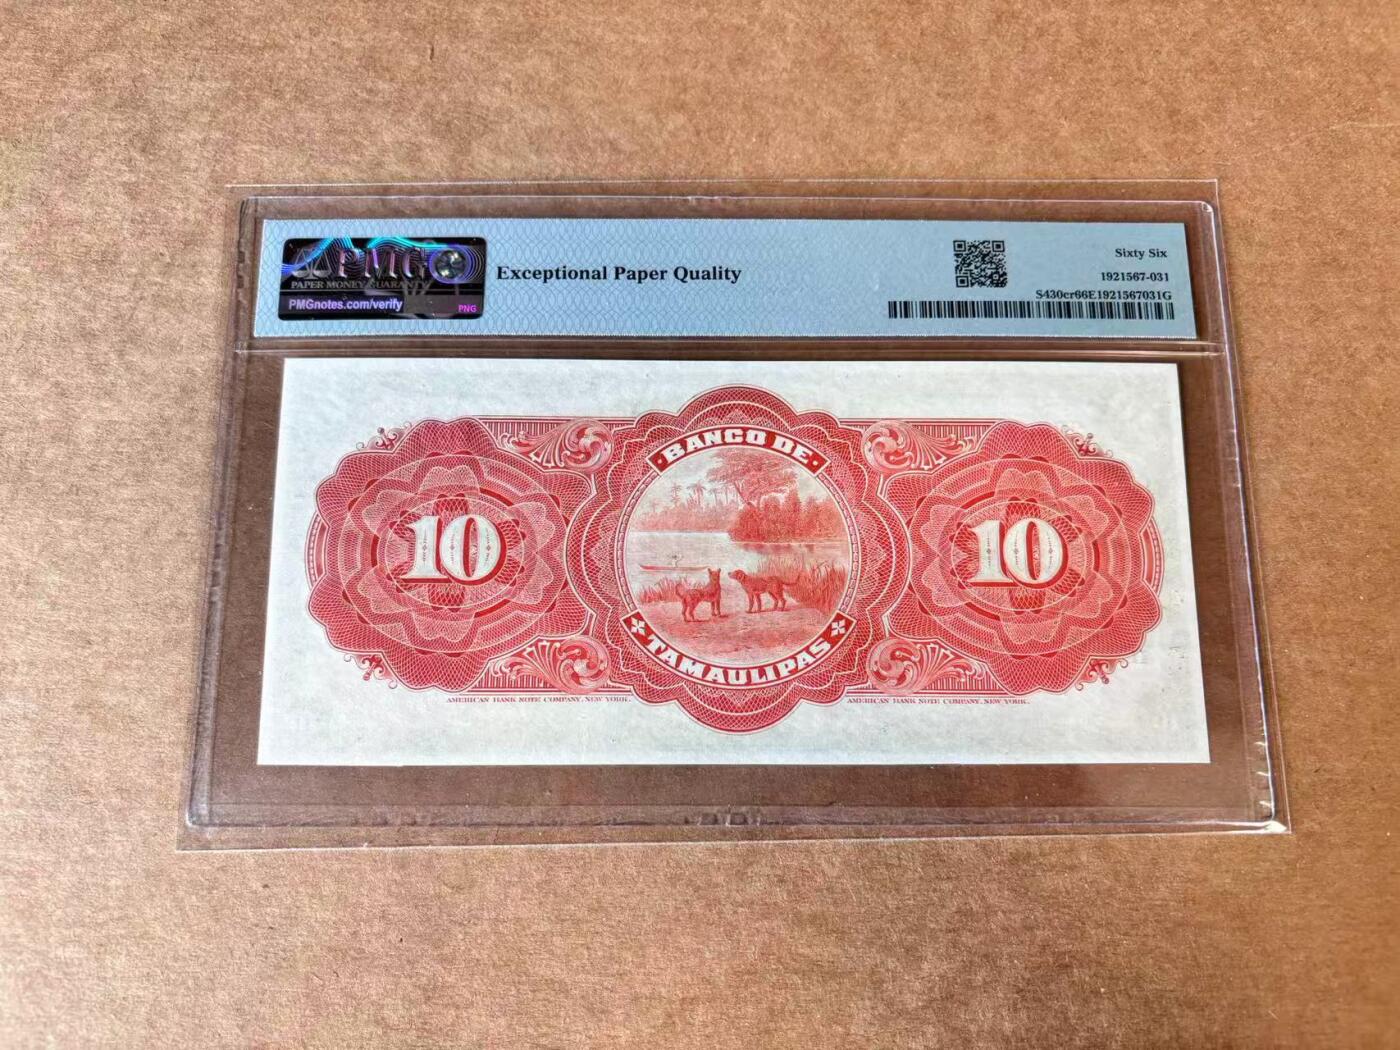 PMG
PAPER MONEY GUARANTY
PMGnotes.com/verify
PNG
Exceptional Paper Quality
Sixty Six
1921567-031
S430cr66E1921567031G
· BANCO DE ·
10
10
TAMAULIPAS
AMERICAN BANK NOTE COMPANY, NEW YORK.
AMERICAN BANK NOTE COMPANY, NEW YORK.